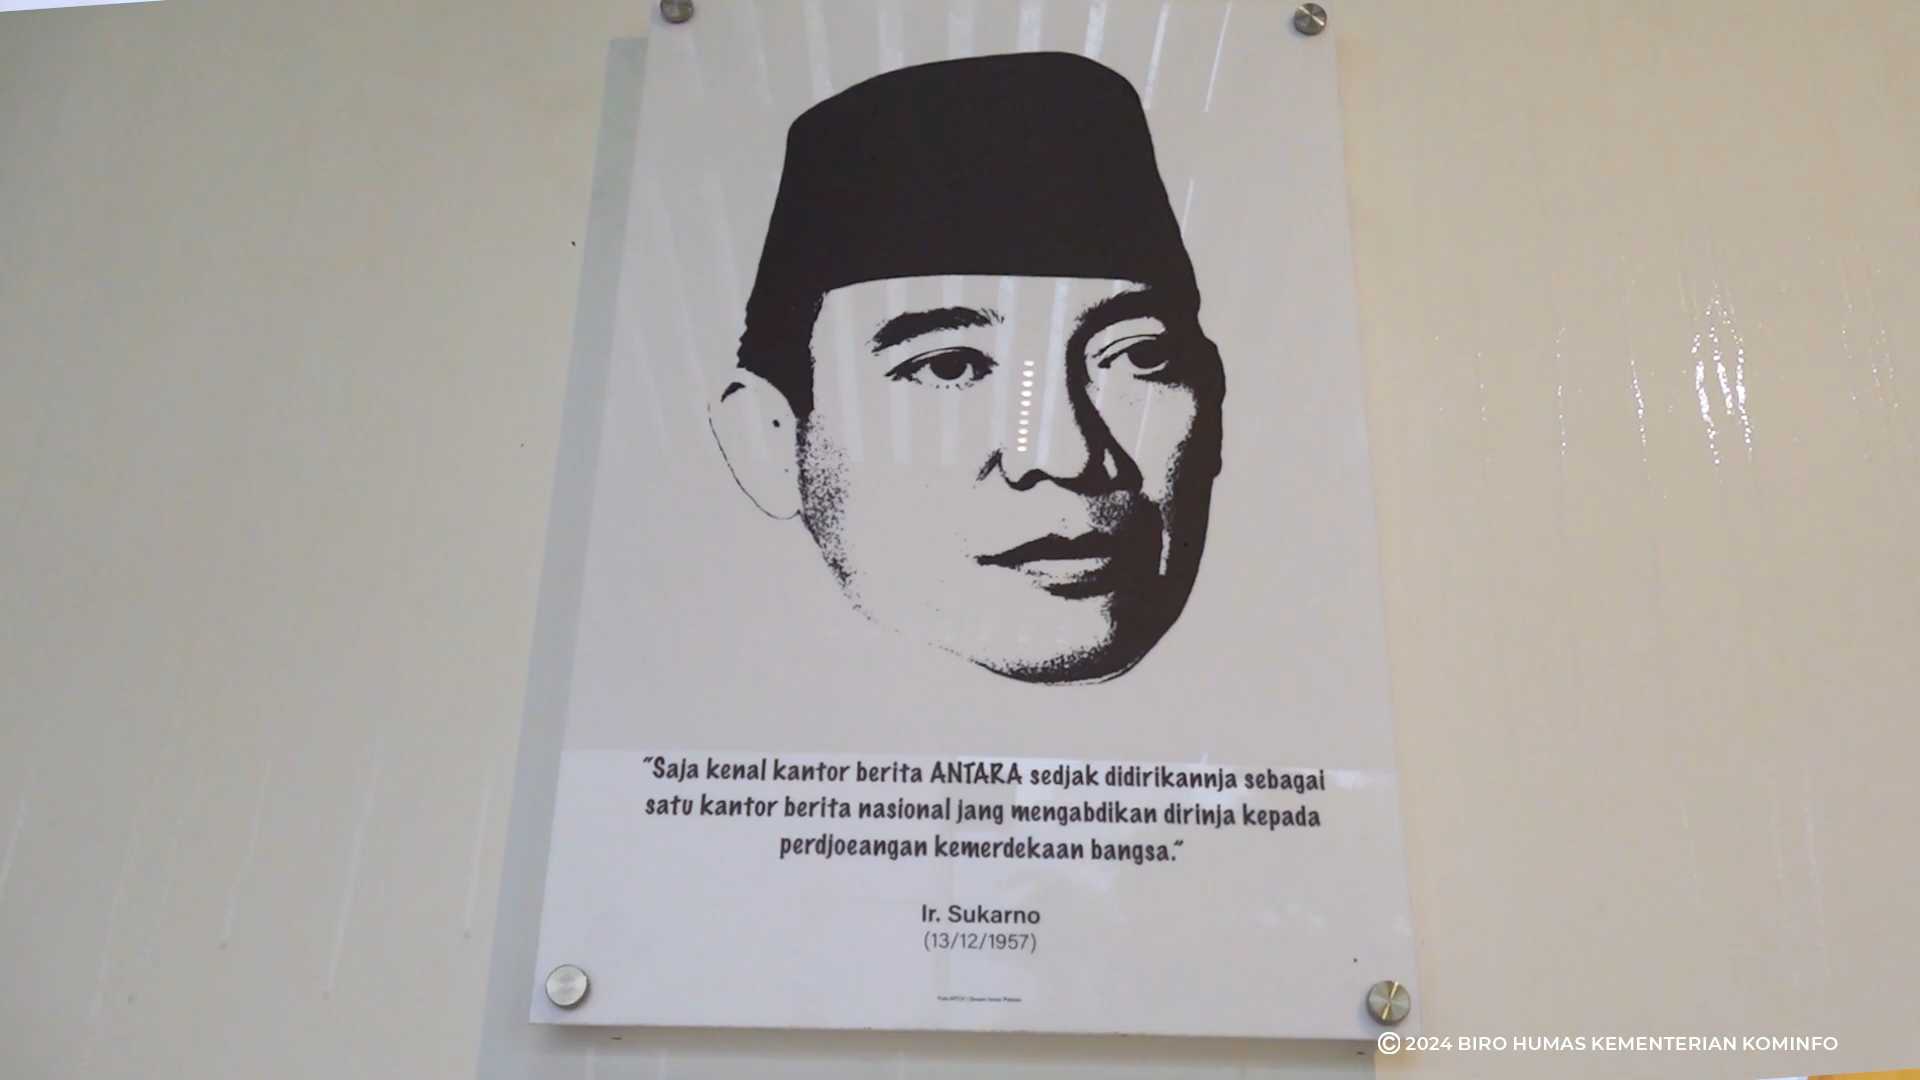 "Saja kenal kantor berita ANTARA sedjak didirikannja sebagai
satu kantor berita nasional jang mengabdikan dirinja kepada
perdjoeangan kemerdekaan bangsa."
Ir. Sukarno
(13/12/1957)
© 2024 BIRO HUMAS KEMENTERIAN KOMINFO